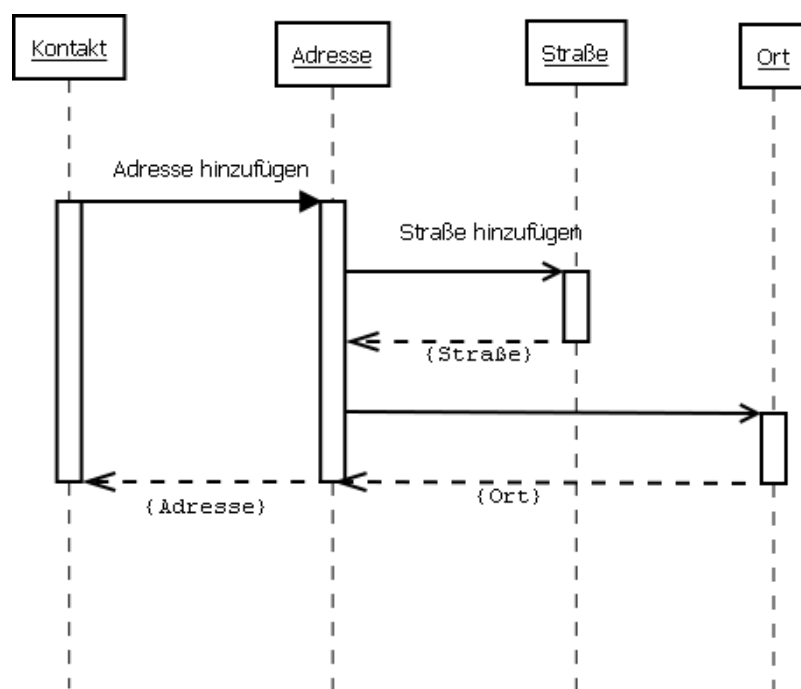 Kontakt
Adresse
Straße
Ort
Adresse hinzufügen
Straße hinzufügen
{Straße}
{Ort}
{Adresse}